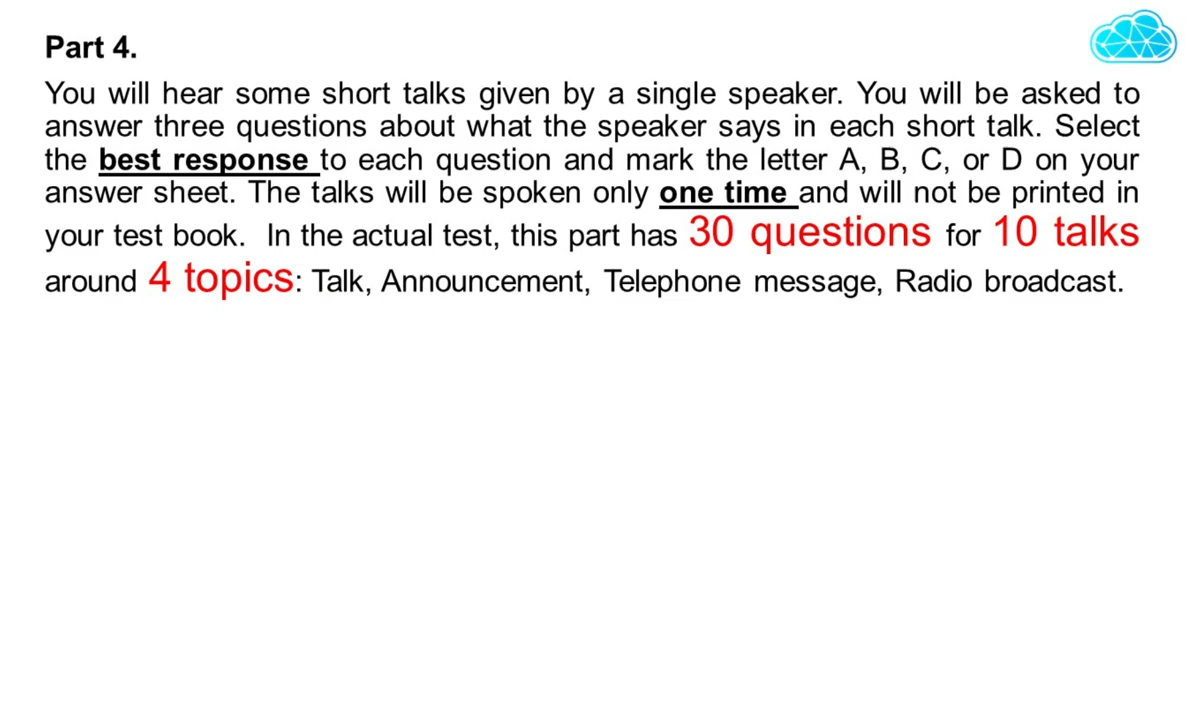 Part 4.
You will hear some short talks given by a single speaker. You will be asked to
answer three questions about what the speaker says in each short talk. Select
the best response to each question and mark the letter A, B, C, or D on your
answer sheet. The talks will be spoken only one time and will not be printed in
your test book. In the actual test, this part has 30 questions for 10 talks
around 4 topics: Talk, Announcement, Telephone message, Radio broadcast.